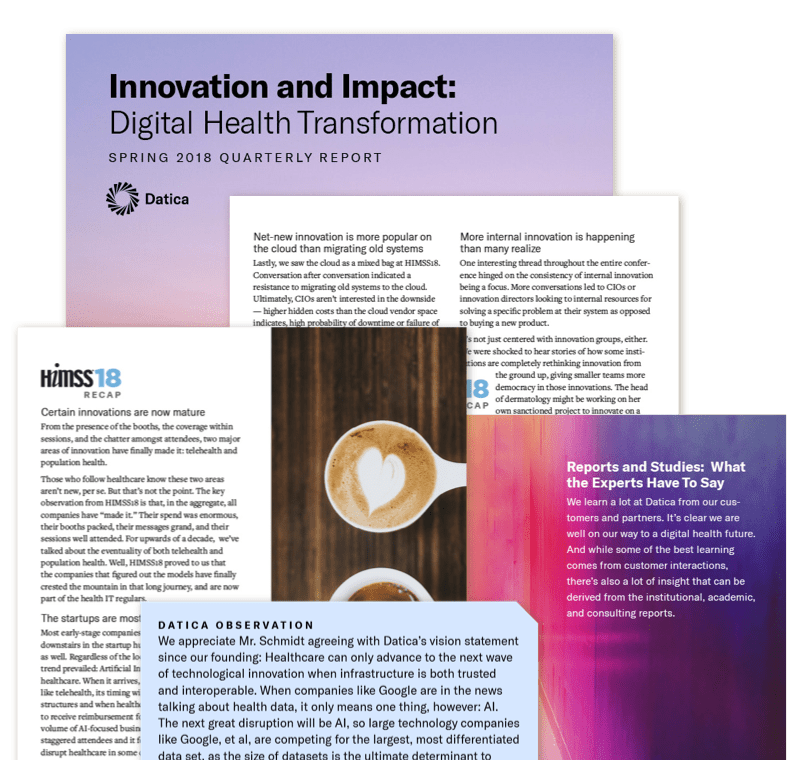 Innovation and Impact:
Digital Health Transformation
SPRING 2018 QUARTERLY REPORT
Datica
Net-new innovation is more popular on
the cloud than migrating old systems
Lastly, we saw the cloud as a mixed bag at HIMSS18.
Conversation after conversation indicated a
resistance to migrating old systems to the cloud.
Ultimately, CIOs aren't interested in the downside
— higher hidden costs than the cloud vendor space
indicates, high probability of downtime or failure of
More internal innovation is happening
than many realize
One interesting thread throughout the entire confer-
ence hinged on the consistency of internal innovation
being a focus. More conversations led to CIOs or
innovation directors looking to internal resources for
solving a specific problem at their system as opposed
to buying a new product.
's not just centered with innovation groups, either.
e were shocked to hear stories of how some insti-
tions are completely rethinking innovation from
the ground up, giving smaller teams more
democracy in those innovations. The head
of dermatology might be working on her
own sanctioned project to innovate on a
18
CAP
HIMSS18
RECAP
Certain innovations are now mature
From the presence of the booths, the coverage within
sessions, and the chatter amongst attendees, two major
areas of innovation have finally made it: telehealth and
population health.
Those who follow healthcare know these two areas
aren't new, per se. But that's not the point. The key
observation from HIMSS18 is that, in the aggregate, all
companies have “made it.” Their spend was enormous,
their booths packed, their messages grand, and their
sessions well attended. For upwards of a decade, we've
talked about the eventuality of both telehealth and
population health. Well, HIMSS18 proved to us that
the companies that figured out the models have finally
crested the mountain in that long journey, and are now
part of the health IT regulars.
The startups are most
Most early-stage companies
downstairs in the startup hu
as well. Regardless of the lo
trend prevailed: Artificial In
healthcare. When it arrives,
like telehealth, its timing wi
structures and when healthc
to receive reimbursement f
volume of AI-focused busin
staggered attendees and it f
disrupt healthcare in some
Reports and Studies: What
the Experts Have To Say
We learn a lot at Datica from our cus-
tomers and partners. It's clear we are
well on our way to a digital health future.
And while some of the best learning
comes from customer interactions,
there's also a lot of insight that can be
derived from the institutional, academic,
and consulting reports.
DATICA OBSERVATION
We appreciate Mr. Schmidt agreeing with Datica's vision statement
since our founding: Healthcare can only advance to the next wave
of technological innovation when infrastructure is both trusted
and interoperable. When companies like Google are in the news
talking about health data, it only means one thing, however: AI.
The next great disruption will be AI, so large technology companies
like Google, et al, are competing for the largest, most differentiated
data set, as the size of datasets is the ultimate determinant to